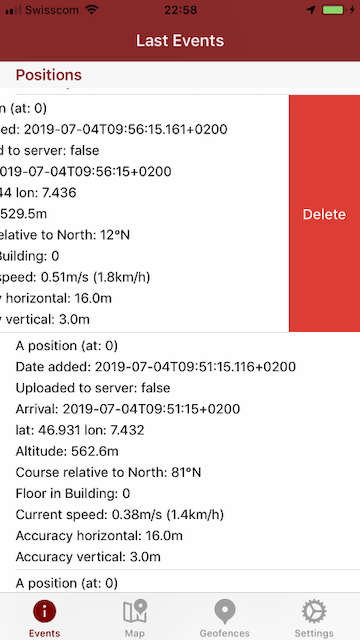 Swisscom 22:58
Last Events
Positions
n (at: 0)
ed: 2019-07-04T09:56:15.161+0200
d to server: false
019-07-04T09:56:15+0200
44 lon: 7.436
529.5m
elative to North: 12°N
Building: 0
speed: 0.51m/s (1.8km/h)
y horizontal: 16.0m
y vertical: 3.0m
Delete
A position (at: 0)
Date added: 2019-07-04T09:51:15.116+0200
Uploaded to server: false
Arrival: 2019-07-04T09:51:15+0200
lat: 46.931 lon: 7.432
Altitude: 562.6m
Course relative to North: 81°N
Floor in Building: 0
Current speed: 0.38m/s (1.4km/h)
Accuracy horizontal: 16.0m
Accuracy vertical: 3.0m
A position (at: 0)
Events Map Geofences Settings